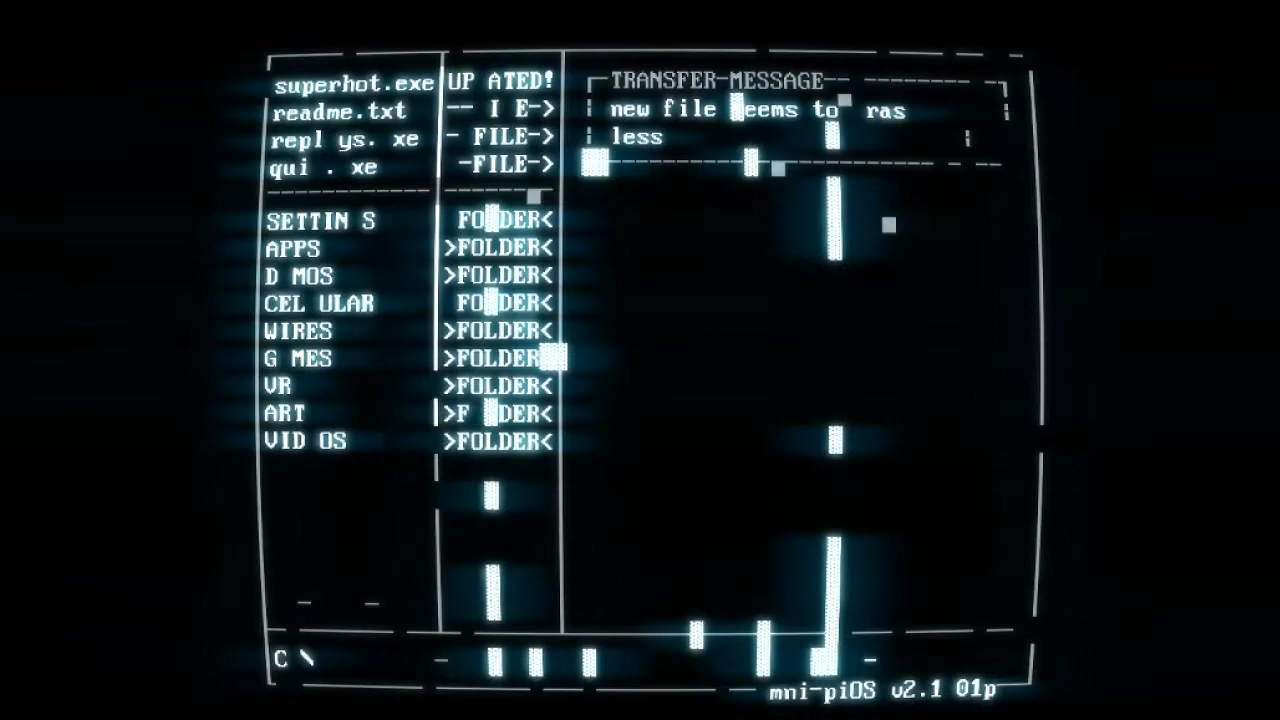 superhot.exe UP ATED!
readme.txt -- I E->
repl ys. xe - FILE->
qui . xe -FILE->
SETTIN S FO DER<
APPS >FOLDER<
D MOS >FOLDER<
CEL ULAR FO DER<
WIRES >FOLDER<
G MES >FOLDER
VR >FOLDER<
ART >F DER<
VID OS >FOLDER<
TRANSFER-MESSAGE
new file eems to ras
less
C \
mni-piOS v2.1 01p